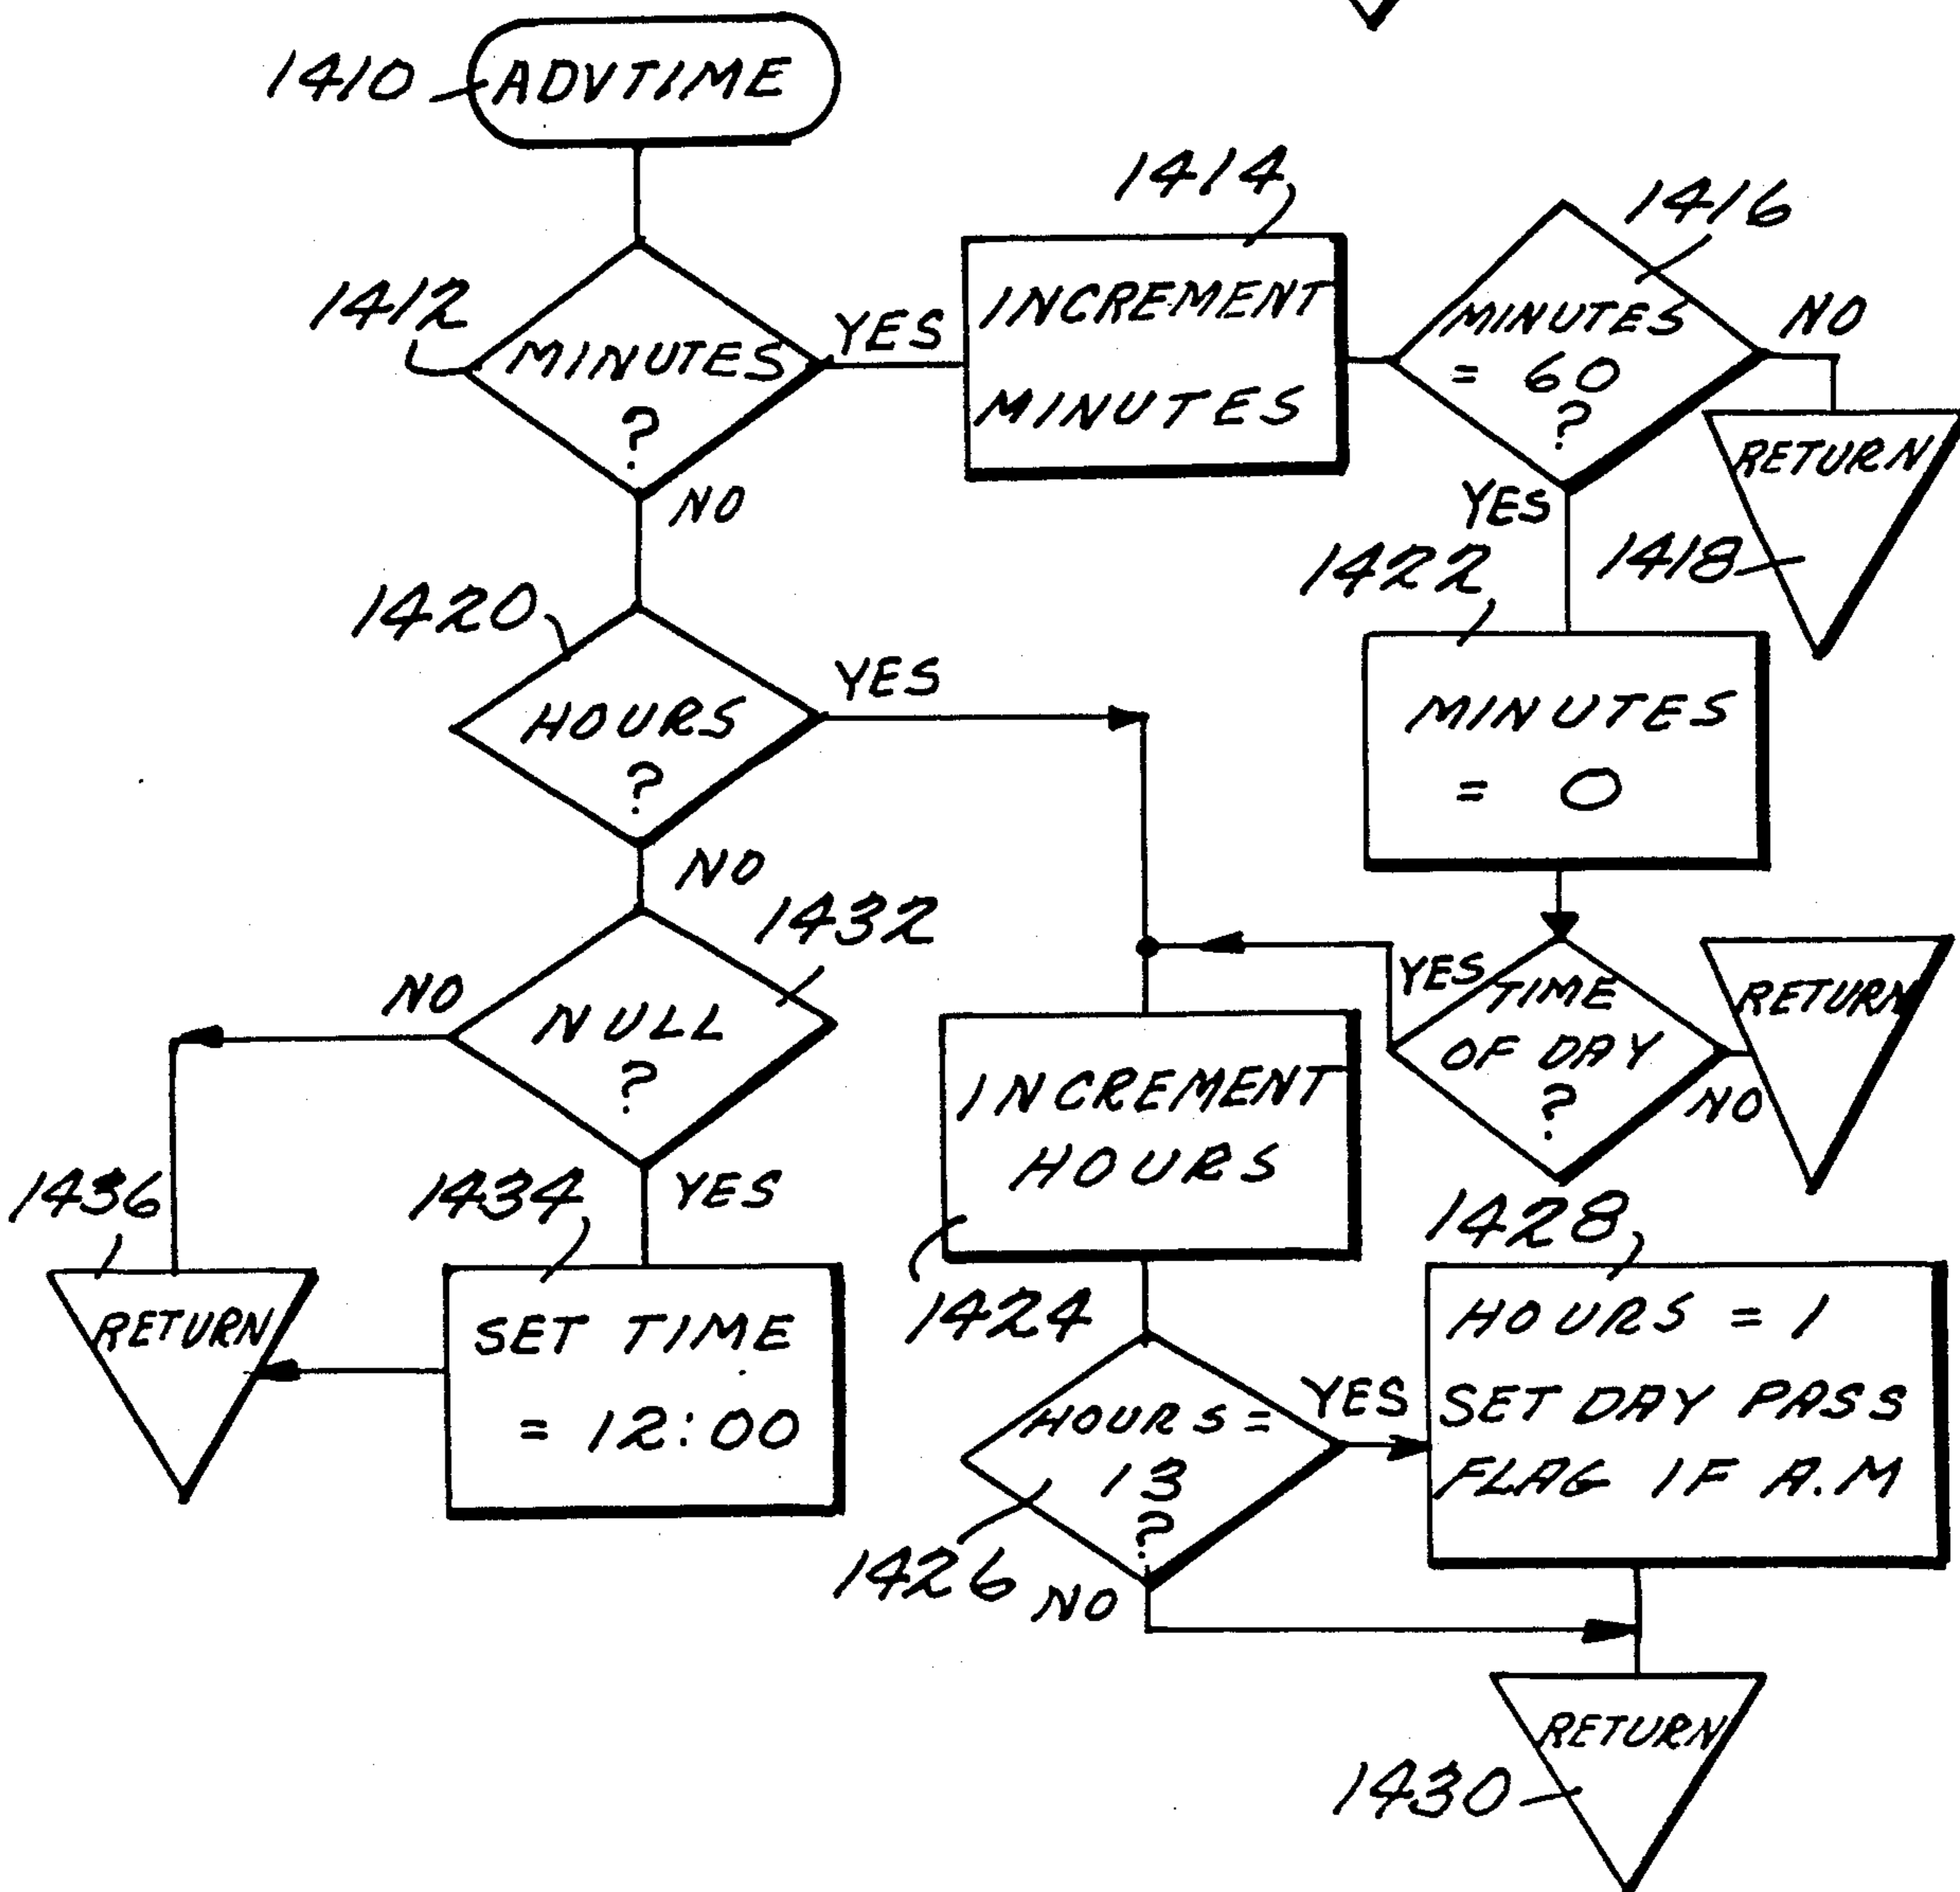 1410
ADVTIME
1412
MINUTES
?
YES
NO
1414
INCREMENT
MINUTES
1416
MINUTES
= 60
?
NO
YES
RETURN
1418
1422
MINUTES
= 0
1420
HOURS
?
YES
NO
1432
NULL
?
NO
YES
TIME
OF DAY
?
YES
NO
RETURN
INCREMENT
HOURS
1424
1436
RETURN
1434
SET TIME
= 12:00
HOURS =
13
?
1426
YES
NO
1428
HOURS = 1
SET DAY PASS
FLAG IF A.M
RETURN
1430